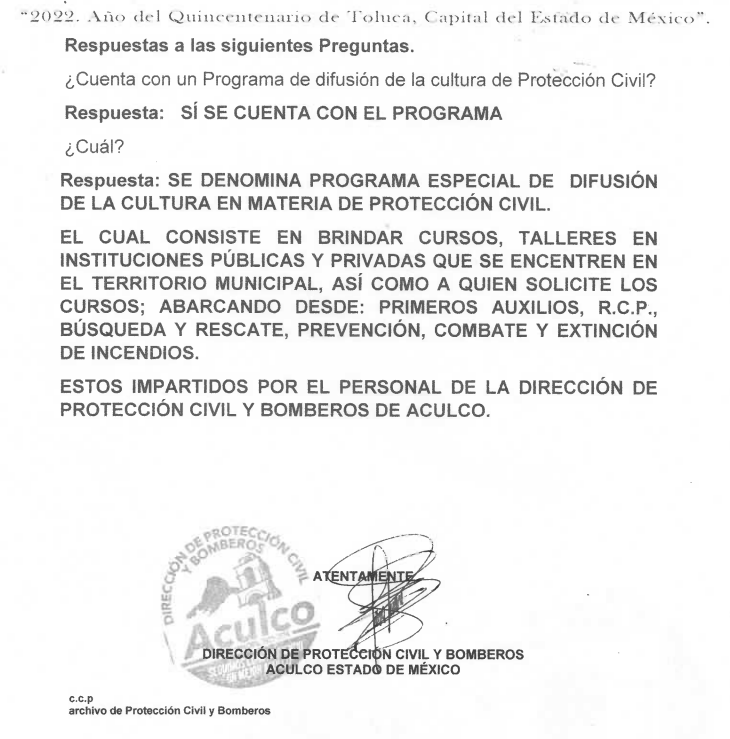 “2022. Año del Quincentenario de Toluca, Capital del Estado de México”.
Respuestas a las siguientes Preguntas.
¿Cuenta con un Programa de difusión de la cultura de Protección Civil?
Respuesta: SÍ SE CUENTA CON EL PROGRAMA
¿Cuál?
Respuesta: SE DENOMINA PROGRAMA ESPECIAL DE DIFUSIÓN
DE LA CULTURA EN MATERIA DE PROTECCIÓN CIVIL.
EL CUAL CONSISTE EN BRINDAR CURSOS, TALLERES EN
INSTITUCIONES PÚBLICAS Y PRIVADAS QUE SE ENCENTREN EN
EL TERRITORIO MUNICIPAL, ASÍ COMO A QUIEN SOLICITE LOS
CURSOS; ABARCANDO DESDE: PRIMEROS AUXILIOS, R.C.P.,
BÚSQUEDA Y RESCATE, PREVENCIÓN, COMBATE Y EXTINCIÓN
DE INCENDIOS.
ESTOS IMPARTIDOS POR EL PERSONAL DE LA DIRECCIÓN DE
PROTECCIÓN CIVIL Y BOMBEROS DE ACULCO.
DIRECCIÓN DE PROTECCIÓN CIVIL
Y BOMBEROS
Aculco
ATENTAMENTE
DIRECCIÓN DE PROTECCIÓN CIVIL Y BOMBEROS
ACULCO ESTADO DE MÉXICO
c.c.p
archivo de Protección Civil y Bomberos